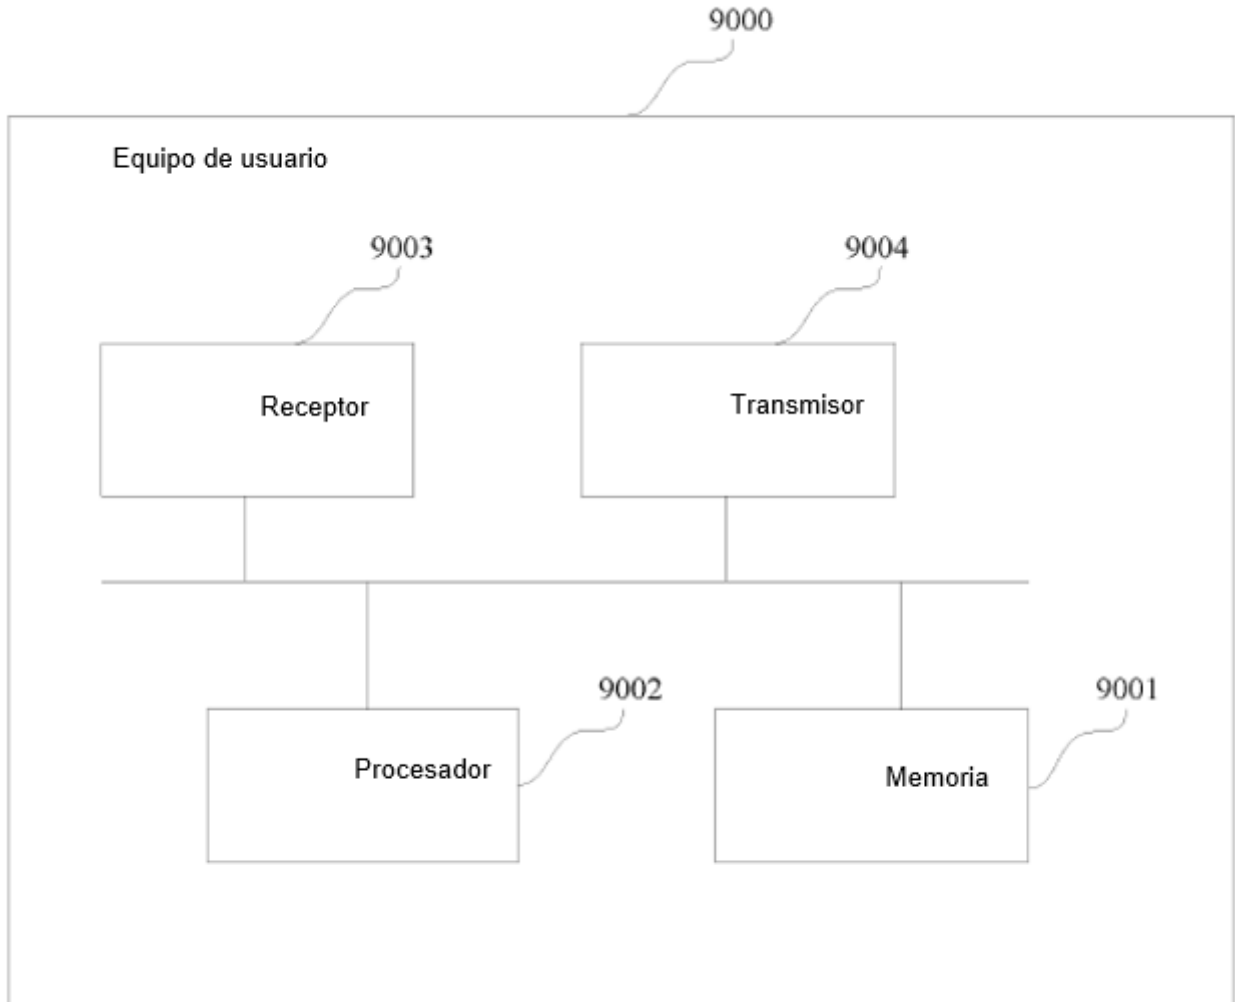 9000
Equipo de usuario
9003
9004
Receptor
Transmisor
9002
9001
Procesador
Memoria